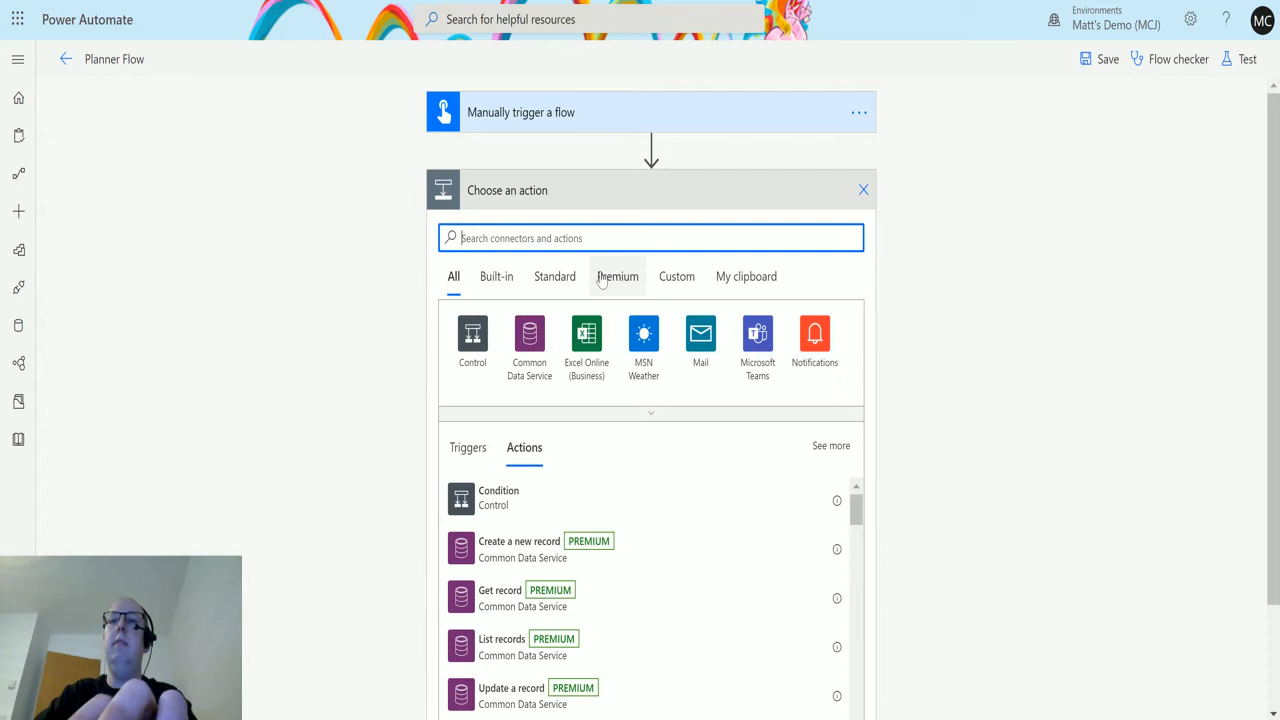 Power Automate
Search for helpful resources
Environments
Matt's Demo (MCJ)
?
MC
Planner Flow
Save
Flow checker
Test
Manually trigger a flow
...
Choose an action
Search connectors and actions
All
Built-in
Standard
Premium
Custom
My clipboard
Control
Common
Data Service
Excel Online
(Business)
MSN
Weather
Mail
Microsoft
Teams
Notifications
Triggers
Actions
See more
Condition
Control
Create a new record PREMIUM
Common Data Service
Get record PREMIUM
Common Data Service
List records PREMIUM
Common Data Service
Update a record PREMIUM
Common Data Service